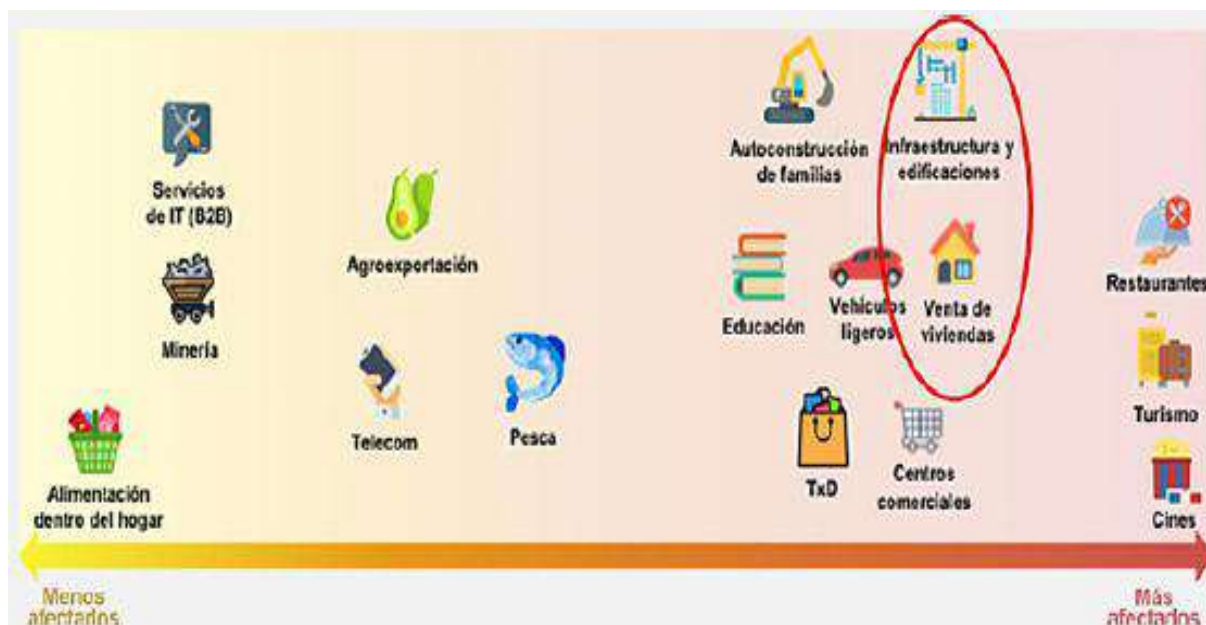 Servicios
de IT (B2B)
Minería
Alimentación
dentro del hogar
Agroexportación
Telecom
Pesca
Autoconstrucción
de familias
Infraestructura y
edificaciones
Educación
Vehículos
ligeros
Venta de
viviendas
TxD
Centros
comerciales
Restaurantes
Turismo
Cines
Menos
afectados
Más
afectados